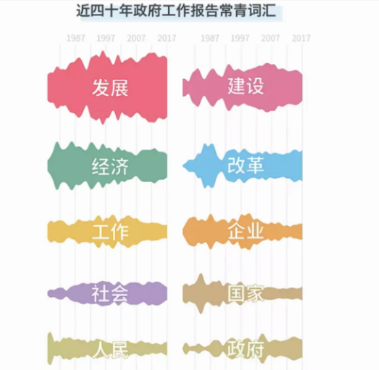 近四十年政府工作报告常青词汇
1987 1997 2007 2017 1987 1997 2007 2017
发展 建设
经济 改革
工作 企业
社会 国家
人民 政府